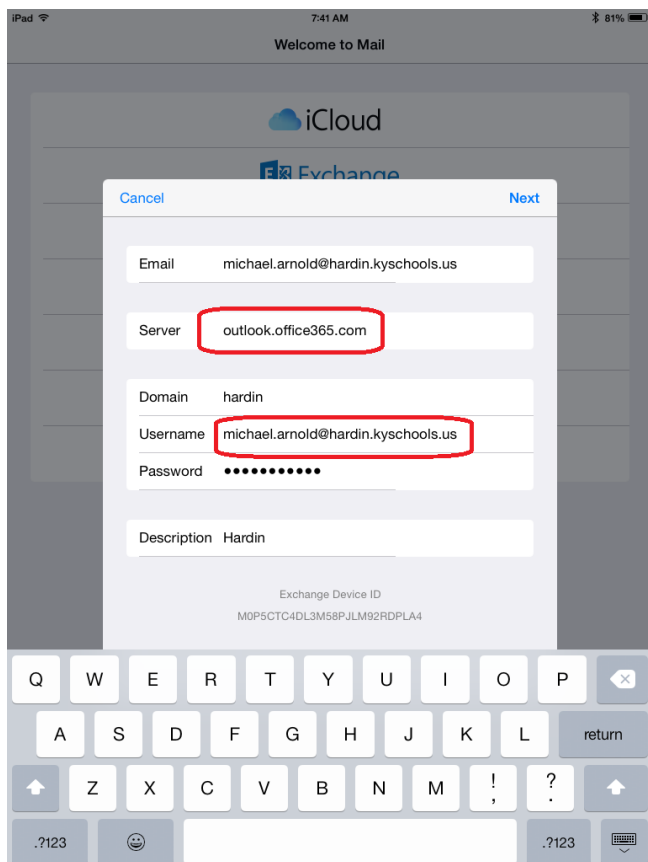 iPad 7:41 AM 81%
Welcome to Mail
iCloud
Exchange
Cancel Next
Email michael.arnold@hardin.kyschools.us
Server outlook.office365.com
Domain hardin
Username michael.arnold@hardin.kyschools.us
Password ●●●●●●●●●●●
Description Hardin
Exchange Device ID
M0P5CTC4DL3M58PJLM92RDPLA4
Q W E R T Y U I O P
A S D F G H J K L return
Z X C V B N M ! , ? .
.?123 .?123